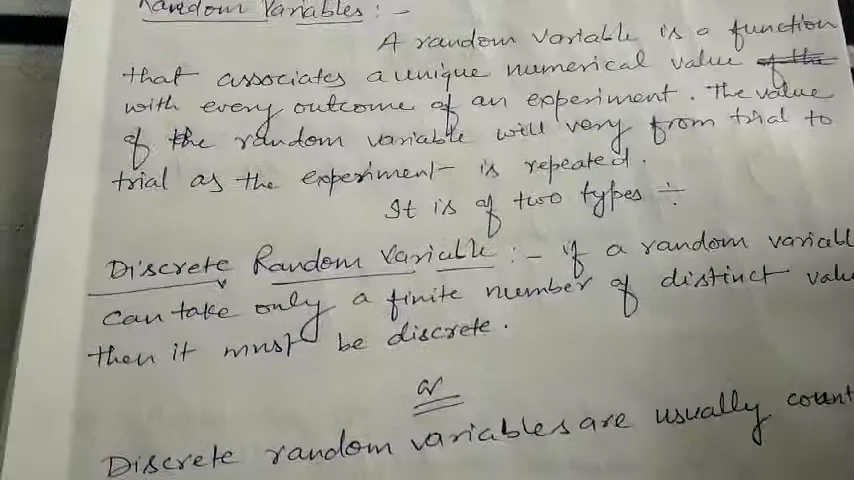 Random Variables : -
A random variable is a function
that associates a unique numerical value
with every outcome of an experiment. The value
of the random variable will very from trial to
trial as the experiment is repeated.
It is of two types ÷
Discrete Random Variable : - if a random variabl
can take only a finite number of distinct valu
then it must be discrete.
or
Discrete random variables are usually count